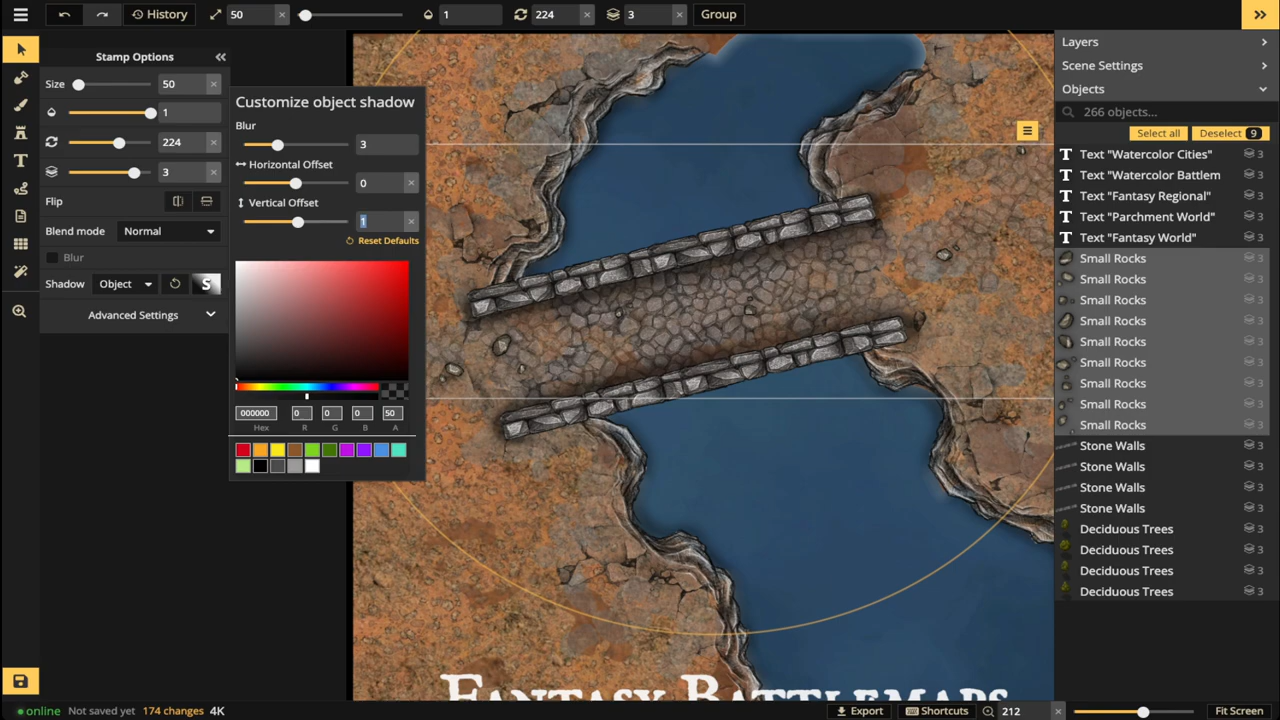 History
50
1
224
3
Group
Stamp Options
Size
50
1
224
3
Flip
Blend mode
Normal
Blur
Shadow
Object
Advanced Settings
Customize object shadow
Blur
3
Horizontal Offset
0
Vertical Offset
1
Reset Defaults
000000 0 0 0 50
Hex R G B A
FANTASY BATTLEMAPS
Layers
Scene Settings
Objects
266 objects...
Select all
Deselect 9
T Text "Watercolor Cities" 3
T Text "Watercolor Battlem 3
T Text "Fantasy Regional" 3
T Text "Parchment World" 3
T Text "Fantasy World" 3
Small Rocks 3
Small Rocks 3
Small Rocks 3
Small Rocks 3
Small Rocks 3
Small Rocks 3
Small Rocks 3
Small Rocks 3
Small Rocks 3
Stone Walls 3
Stone Walls 3
Stone Walls 3
Stone Walls 3
Deciduous Trees 3
Deciduous Trees 3
Deciduous Trees 3
Deciduous Trees 3
online
Not saved yet
174 changes
4K
Export
Shortcuts
212
Fit Screen